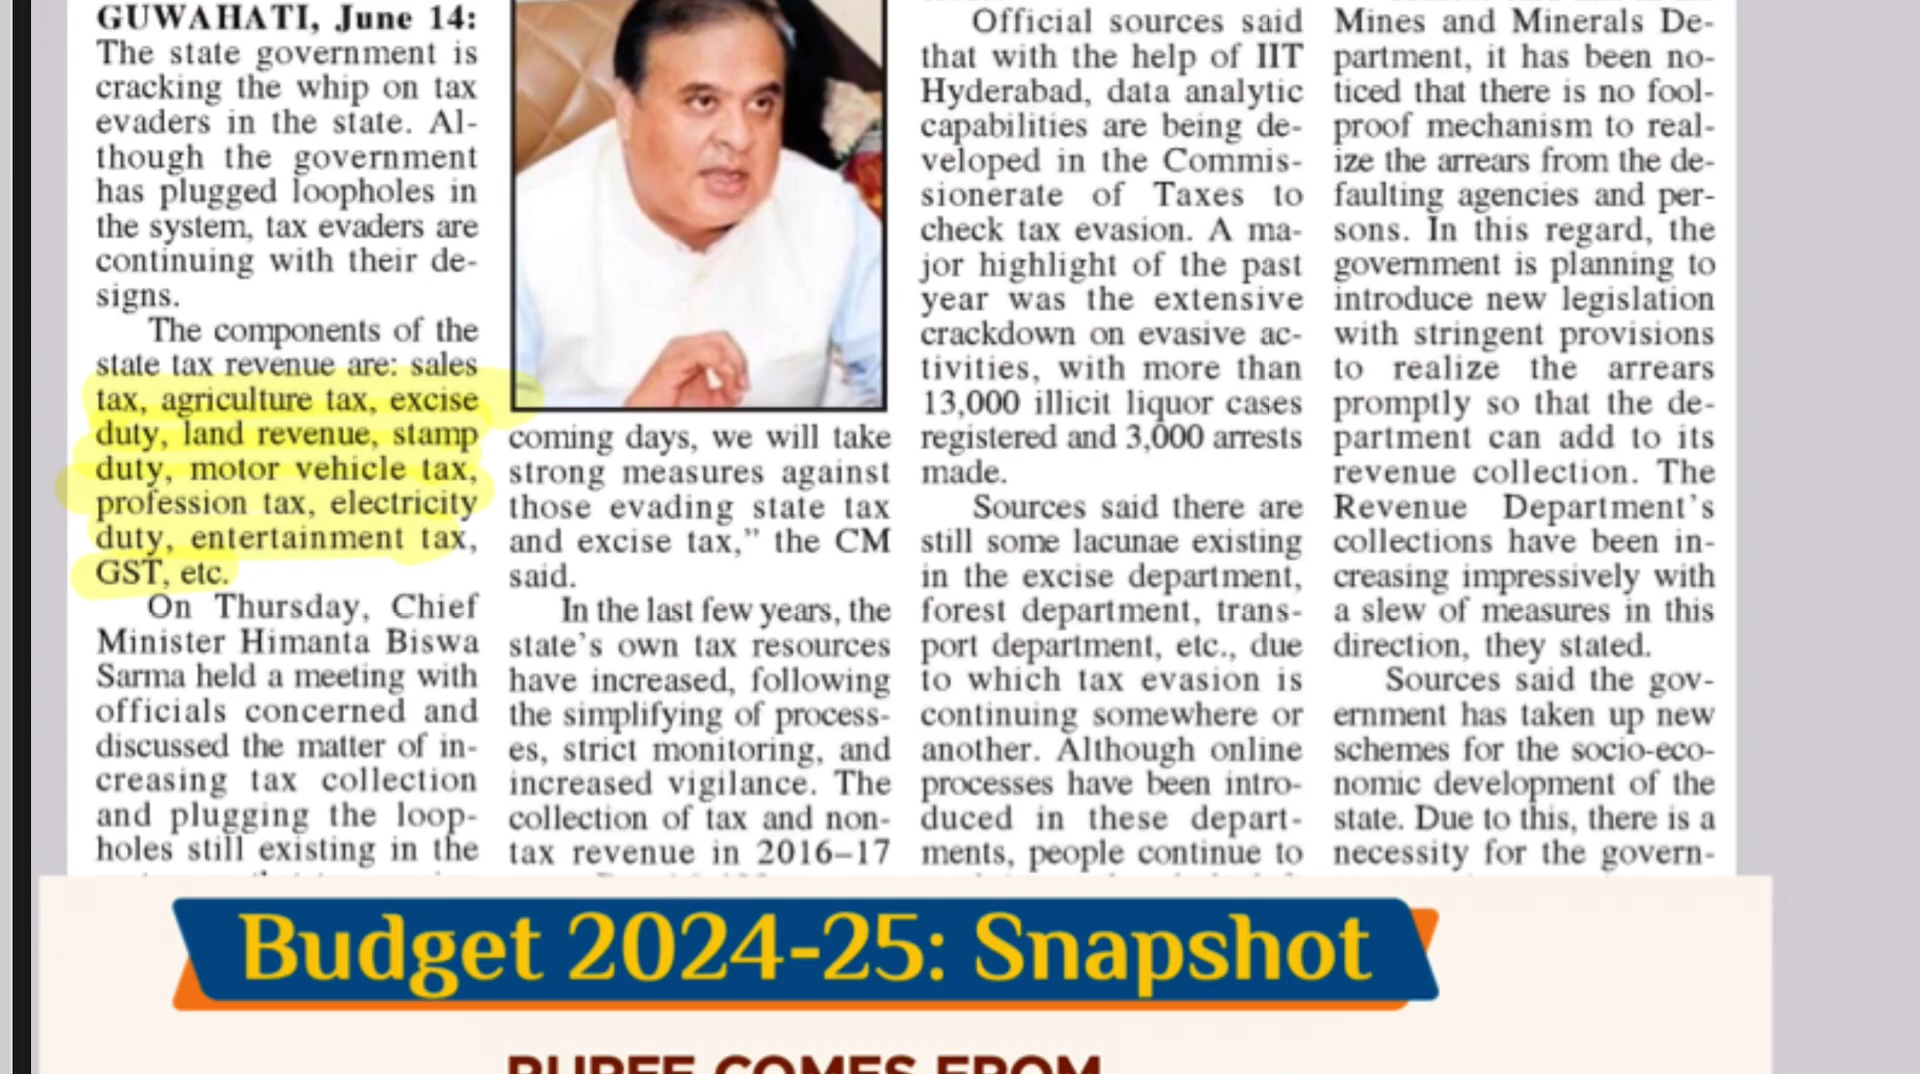 GUWAHATI, June 14:
The state government is
cracking the whip on tax
evaders in the state. Al-
though the government
has plugged loopholes in
the system, tax evaders are
continuing with their de-
signs.
The components of the
state tax revenue are: sales
tax, agriculture tax, excise
duty, land revenue, stamp
duty, motor vehicle tax,
profession tax, electricity
duty, entertainment tax,
GST, etc.
On Thursday, Chief
Minister Himanta Biswa
Sarma held a meeting with
officials concerned and
discussed the matter of in-
creasing tax collection
and plugging the loop-
holes still existing in the
coming days, we will take
strong measures against
those evading state tax
and excise tax,” the CM
said.
In the last few years, the
state’s own tax resources
have increased, following
the simplifying of process-
es, strict monitoring, and
increased vigilance. The
collection of tax and non-
tax revenue in 2016–17
Official sources said
that with the help of IIT
Hyderabad, data analytic
capabilities are being de-
veloped in the Commis-
sionerate of Taxes to
check tax evasion. A ma-
jor highlight of the past
year was the extensive
crackdown on evasive ac-
tivities, with more than
13,000 illicit liquor cases
registered and 3,000 arrests
made.
Sources said there are
still some lacunae existing
in the excise department,
forest department, trans-
port department, etc., due
to which tax evasion is
continuing somewhere or
another. Although online
processes have been intro-
duced in these depart-
ments, people continue to
Mines and Minerals De-
partment, it has been no-
ticed that there is no fool-
proof mechanism to real-
ize the arrears from the de-
faulting agencies and per-
sons. In this regard, the
government is planning to
introduce new legislation
with stringent provisions
to realize the arrears
promptly so that the de-
partment can add to its
revenue collection. The
Revenue Department’s
collections have been in-
creasing impressively with
a slew of measures in this
direction, they stated.
Sources said the gov-
ernment has taken up new
schemes for the socio-eco-
nomic development of the
state. Due to this, there is a
necessity for the govern-
Budget 2024-25: Snapshot
RUPEE COMES FROM